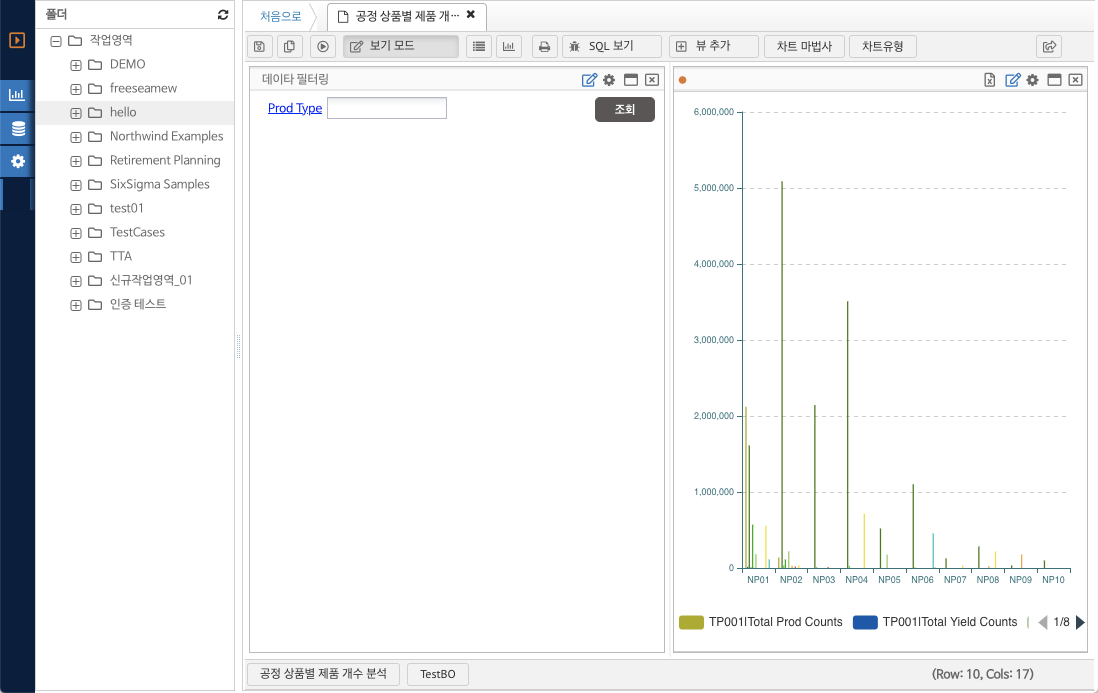 폴더
작업영역
DEMO
freeseamew
hello
Northwind Examples
Retirement Planning
SixSigma Samples
test01
TestCases
TTA
신규작업영역_01
인증 테스트
처음으로
공정 상품별 제품 개···
보기 모드
SQL 보기
뷰 추가
차트 마법사
차트유형
데이타 필터링
Prod Type
조회
6,000,000
5,000,000
4,000,000
3,000,000
2,000,000
1,000,000
0
NP01 NP02 NP03 NP04 NP05 NP06 NP07 NP08 NP09 NP10
TP001|Total Prod Counts TP001|Total Yield Counts 1/8
공정 상품별 제품 개수 분석
TestBO
(Row: 10, Cols: 17)